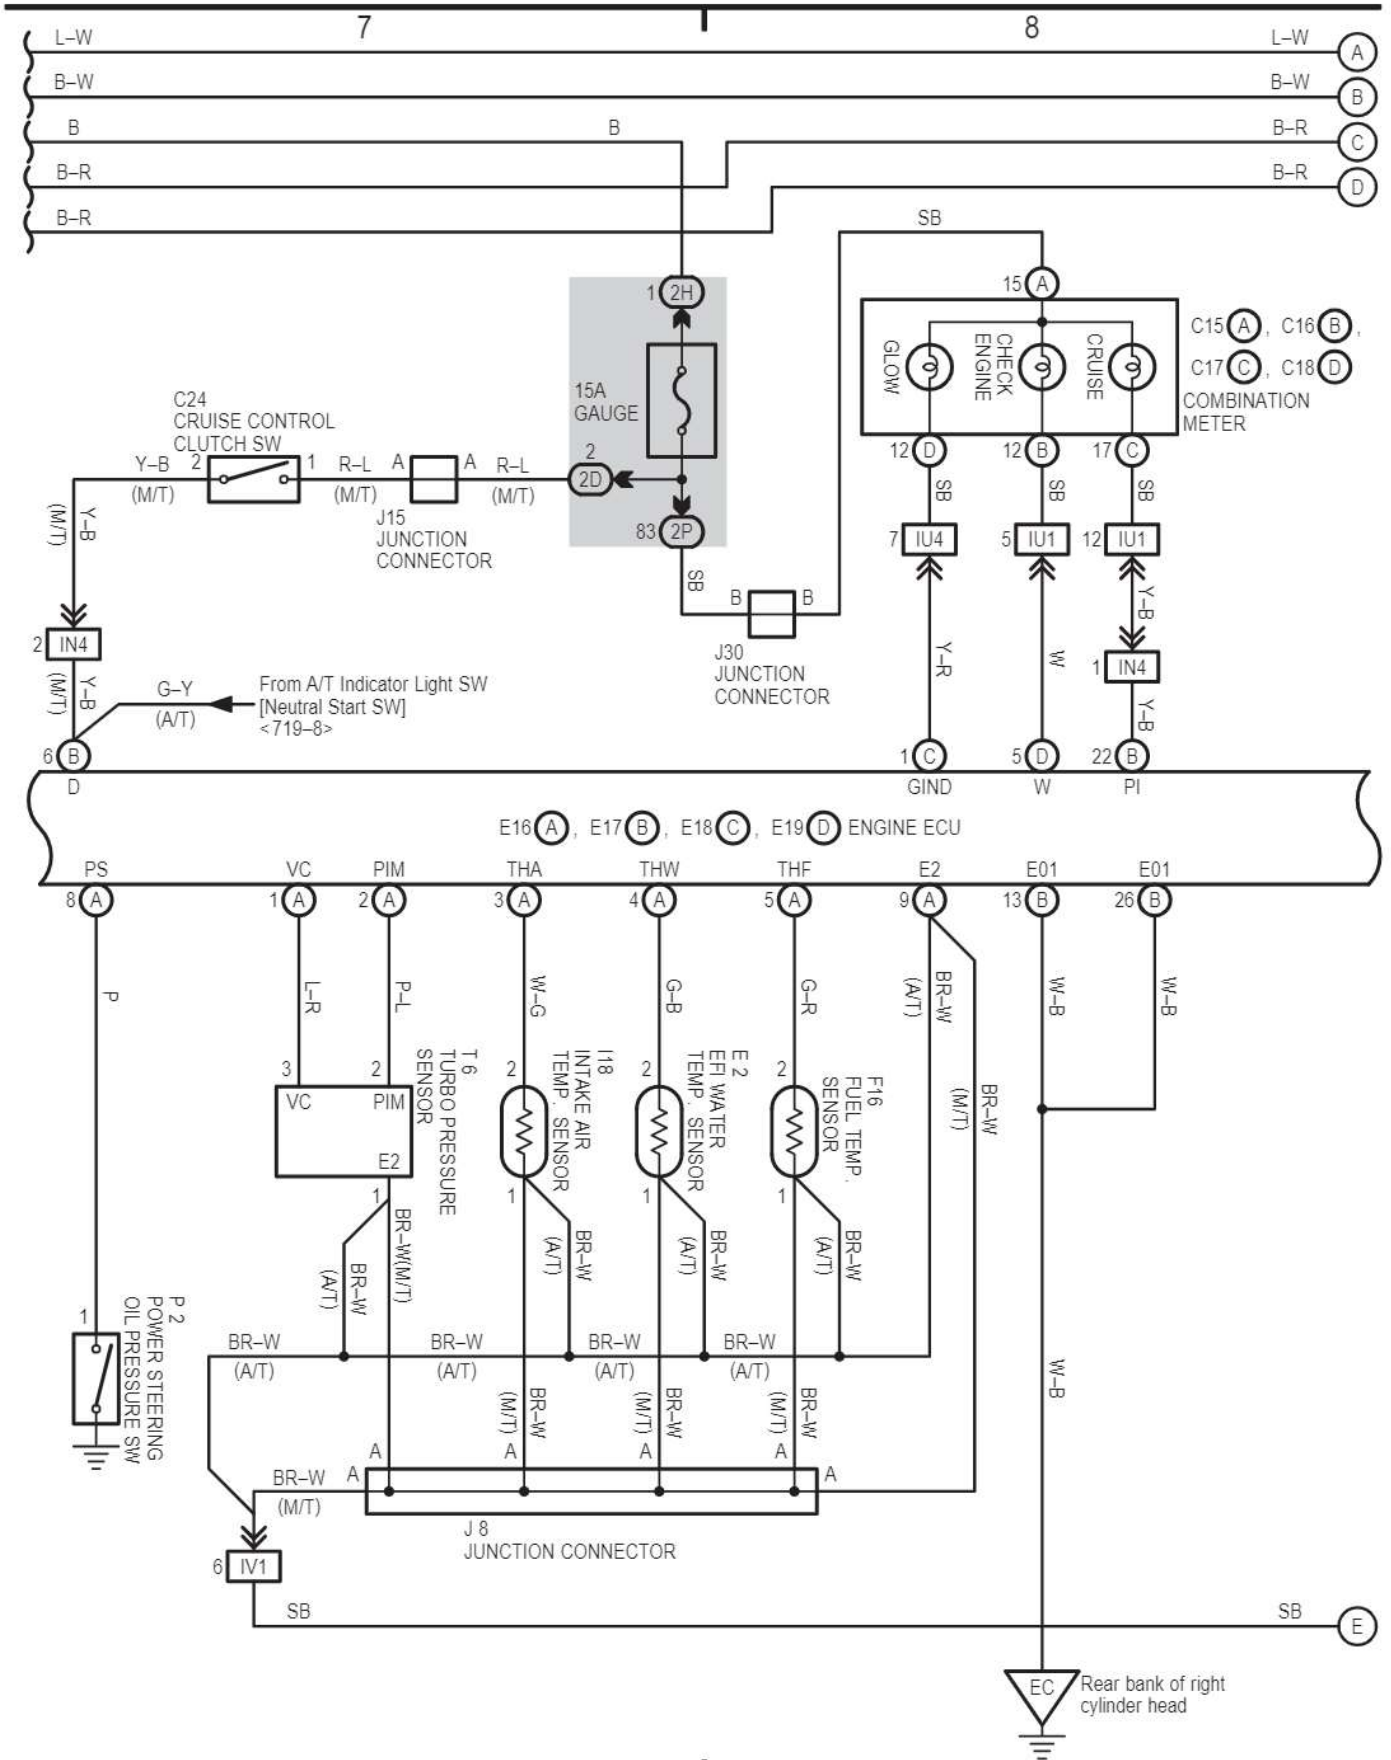 7 8
L–W L–W A
B–W B–W B
B B B–R C
B–R B–R D
B–R SB
1 2H 15 A
C15 A , C16 B ,
C17 C , C18 D
COMBINATION
METER
GLOW
CHECK
ENGINE
CRUISE
15A
GAUGE
C24
CRUISE CONTROL
CLUTCH SW
Y–B 2 1 R–L A A R–L 2 2D
(M/T) (M/T) (M/T)
12 D 12 B 17 C
J15
JUNCTION
CONNECTOR
83 2P
Y–B
(M/T)
SB SB SB
7 IU4 5 IU1 12 IU1
SB
B B
J30
JUNCTION
CONNECTOR
Y–R W Y–B
2 IN4 1 IN4
Y–B
(M/T)
G–Y
(A/T)
From A/T Indicator Light SW
[Neutral Start SW]
<719–8>
Y–B
6 B 1 C 5 D 22 B
D GIND W PI
E16 A , E17 B , E18 C , E19 D ENGINE ECU
PS VC PIM THA THW THF E2 E01 E01
8 A 1 A 2 A 3 A 4 A 5 A 9 A 13 B 26 B
P L–R P–L W–G G–B G–R
BR–W
(A/T)
W–B W–B
BR–W
(M/T)
3 2 2 2 2
VC PIM
E2
T 6
TURBO PRESSURE
SENSOR
I18
INTAKE AIR
TEMP. SENSOR
E 2
EFI WATER
TEMP. SENSOR
F16
FUEL TEMP.
SENSOR
1 1 1 1
BR–W(M/T)
BR–W
(A/T)
BR–W
(A/T)
BR–W
(A/T)
BR–W
(A/T)
1
P 2
POWER STEERING
OIL PRESSURE SW
BR–W BR–W BR–W BR–W
(A/T) (A/T) (A/T) (A/T)
W–B
BR–W
(M/T)
BR–W
(M/T)
BR–W
(M/T)
A A A A
BR–W A A
(M/T)
J 8
JUNCTION CONNECTOR
6 IV1
SB SB E
EC Rear bank of right
cylinder head